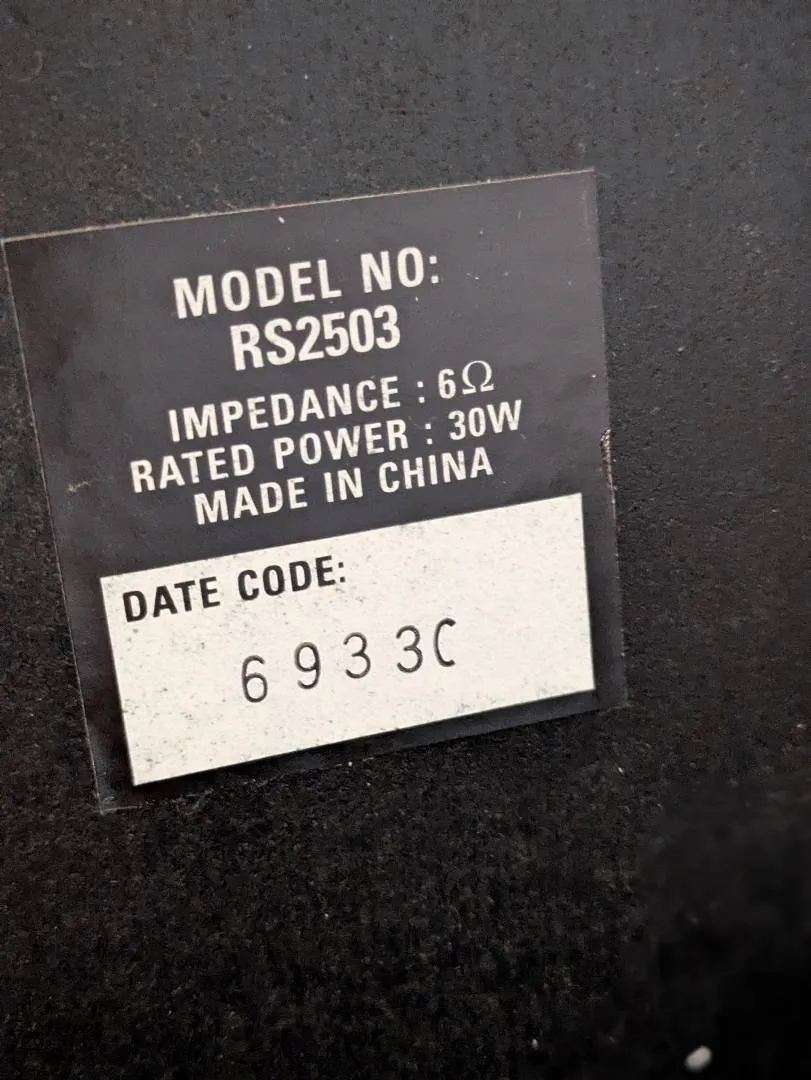 MODEL NO:
RS2503
IMPEDANCE : 6Ω
RATED POWER : 30W
MADE IN CHINA
DATE CODE:
6933C